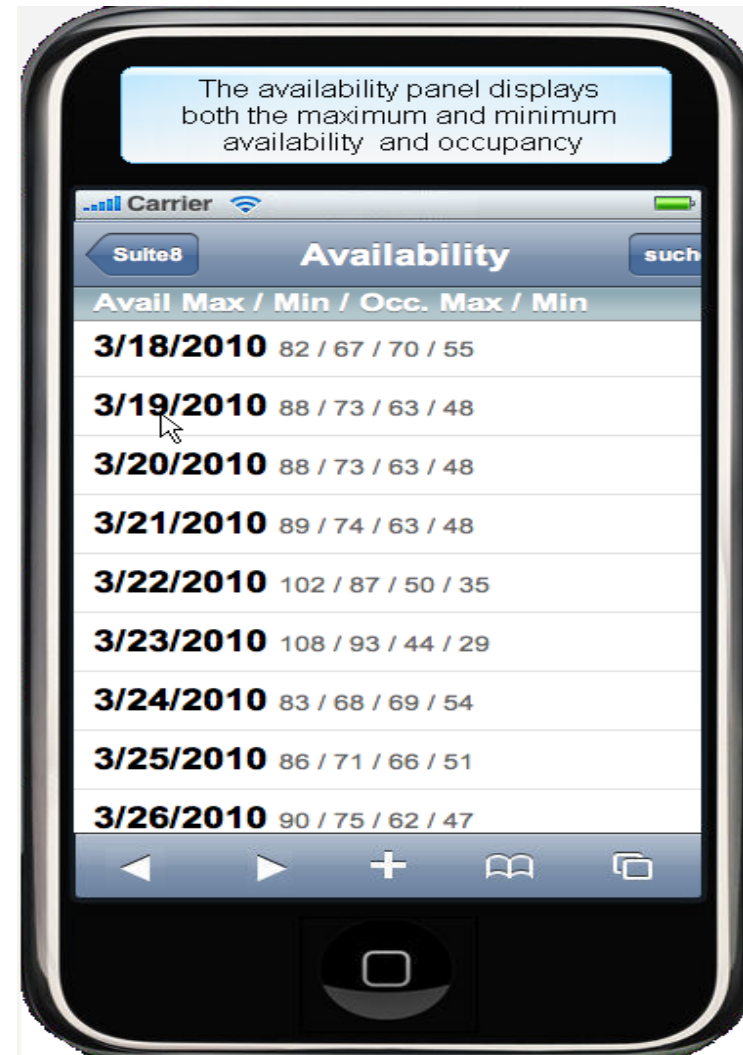 The availability panel displays
both the maximum and minimum
availability and occupancy
Carrier
Suite8 Availability such
Avail Max / Min / Occ. Max / Min
3/18/2010 82 / 67 / 70 / 55
3/19/2010 88 / 73 / 63 / 48
3/20/2010 88 / 73 / 63 / 48
3/21/2010 89 / 74 / 63 / 48
3/22/2010 102 / 87 / 50 / 35
3/23/2010 108 / 93 / 44 / 29
3/24/2010 83 / 68 / 69 / 54
3/25/2010 86 / 71 / 66 / 51
3/26/2010 90 / 75 / 62 / 47